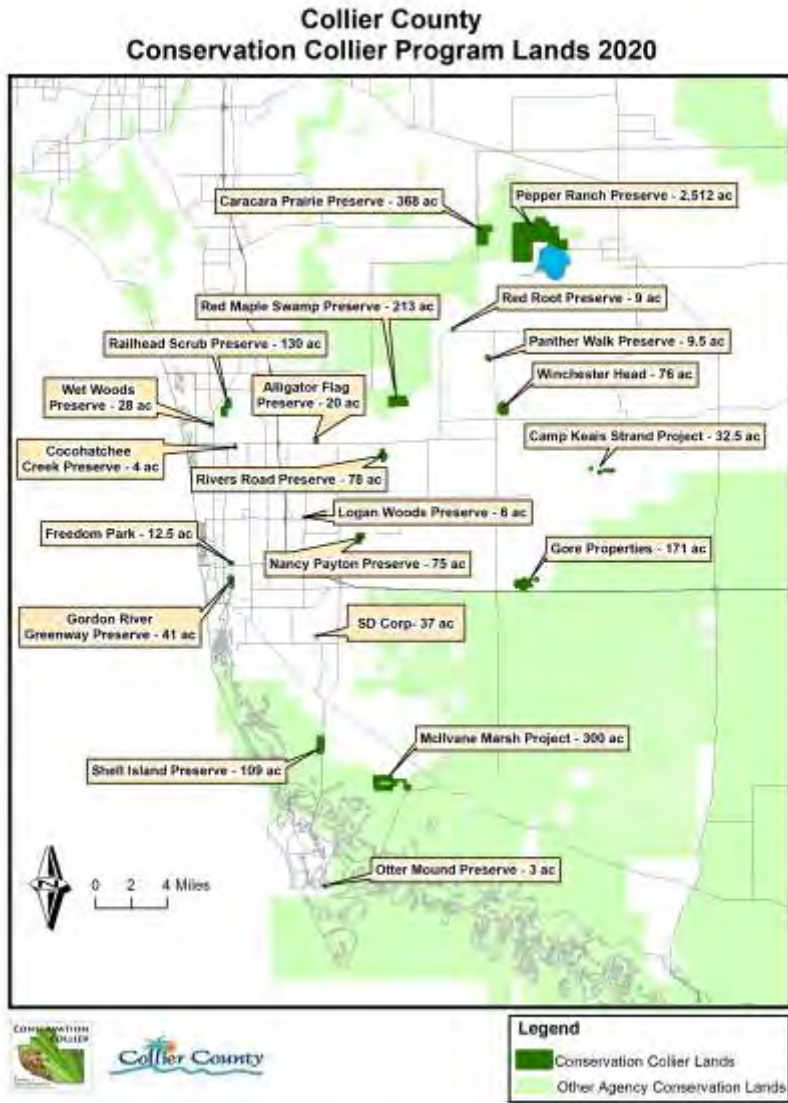 Collier County
Conservation Collier Program Lands 2020
Caracara Prairie Preserve - 368 ac
Pepper Ranch Preserve - 2,512 ac
Red Root Preserve - 9 ac
Red Maple Swamp Preserve - 213 ac
Panther Walk Preserve - 9.5 ac
Railhead Scrub Preserve - 139 ac
Winchester Head - 76 ac
Wet Woods
Preserve - 28 ac
Alligator Flag
Preserve - 20 ac
Camp Keais Strand Project - 32.5 ac
Cocohatchee
Creek Preserve - 4 ac
Rivers Road Preserve - 78 ac
Logan Woods Preserve - 6 ac
Freedom Park - 12.5 ac
Nancy Payton Preserve - 75 ac
Gore Properties - 171 ac
Gordon River
Greenway Preserve - 41 ac
SD Corp- 37 ac
McIlvane Marsh Project - 300 ac
Shell Island Preserve - 109 ac
Otter Mound Preserve - 3 ac
N
0 2 4 Miles
CONSERVATION
COLLIER
Collier County
Legend
Conservation Collier Lands
Other Agency Conservation Lands